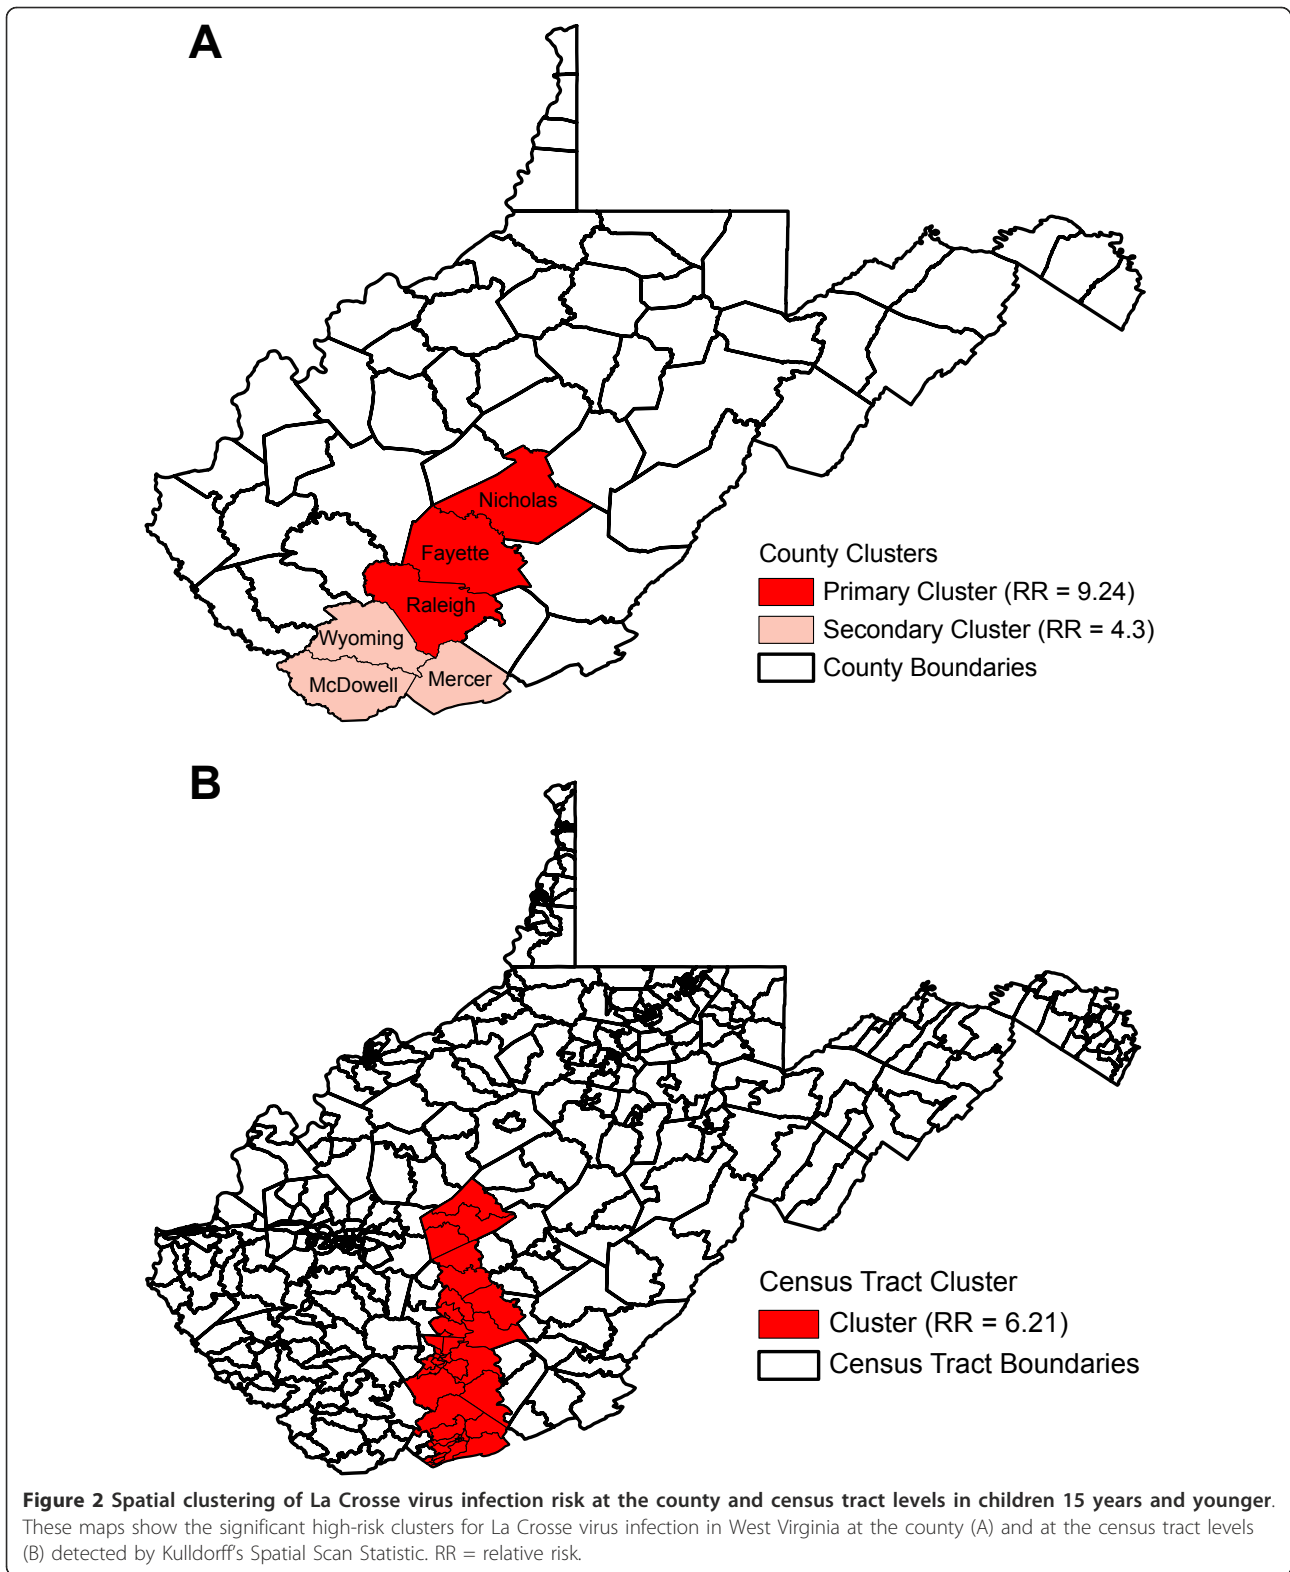 A
Nicholas
Fayette
Raleigh
Wyoming
McDowell
Mercer
County Clusters
Primary Cluster (RR = 9.24)
Secondary Cluster (RR = 4.3)
County Boundaries
B
Census Tract Cluster
Cluster (RR = 6.21)
Census Tract Boundaries
Figure 2 Spatial clustering of La Crosse virus infection risk at the county and census tract levels in children 15 years and younger.
These maps show the significant high-risk clusters for La Crosse virus infection in West Virginia at the county (A) and at the census tract levels
(B) detected by Kulldorff's Spatial Scan Statistic. RR = relative risk.